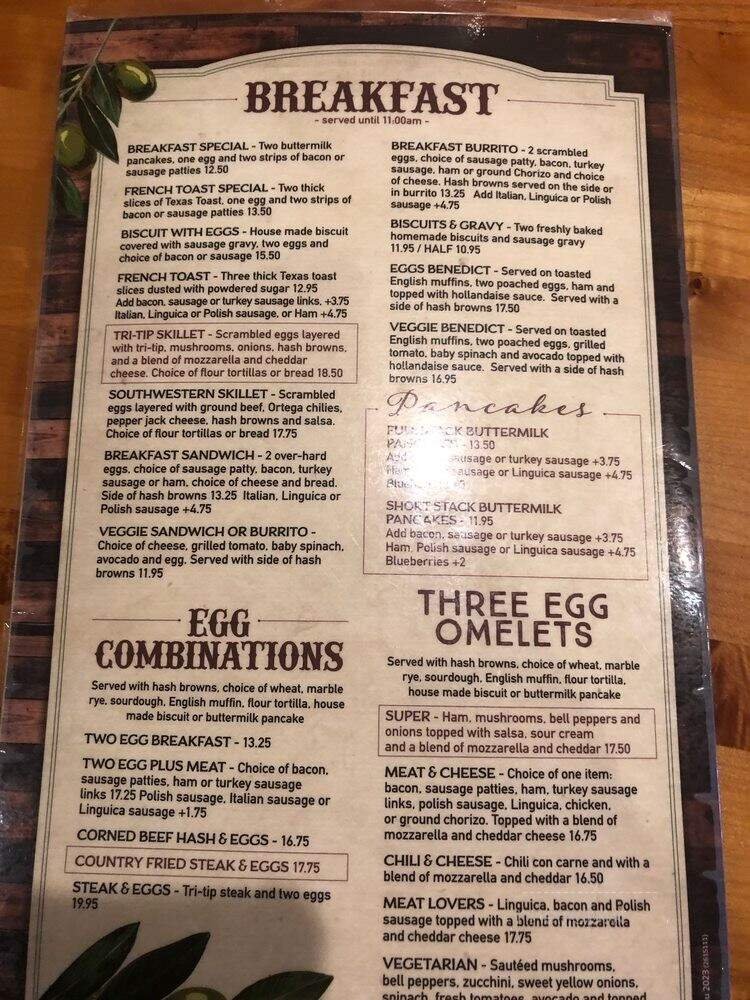 BREAKFAST
- served until 11:00am -
BREAKFAST SPECIAL - Two buttermilk
pancakes, one egg and two strips of bacon or
sausage patties 12.50
FRENCH TOAST SPECIAL - Two thick
slices of Texas Toast, one egg and two strips of
bacon or sausage patties 13.50
BISCUIT WITH EGGS - House made biscuit
covered with sausage gravy, two eggs and
choice of bacon or sausage 15.50
FRENCH TOAST - Three thick Texas toast
slices dusted with powdered sugar 12.95
Add bacon, sausage or turkey sausage links, +3.75
Italian, Linguica or Polish sausage, or Ham +4.75
TRI-TIP SKILLET - Scrambled eggs layered
with tri-tip, mushrooms, onions, hash browns,
and a blend of mozzarella and cheddar
cheese. Choice of flour tortillas or bread 18.50
SOUTHWESTERN SKILLET - Scrambled
eggs layered with ground beef, Ortega chilies,
pepper jack cheese, hash browns and salsa.
Choice of flour tortillas or bread 17.75
BREAKFAST SANDWICH - 2 over-hard
eggs, choice of sausage patty, bacon, turkey
sausage or ham, choice of cheese and bread.
Side of hash browns 13.25 Italian, Linguica or
Polish sausage +4.75
VEGGIE SANDWICH OR BURRITO -
Choice of cheese, grilled tomato, baby spinach,
avocado and egg. Served with side of hash
browns 11.95
BREAKFAST BURRITO - 2 scrambled
eggs, choice of sausage patty, bacon, turkey
sausage, ham or ground Chorizo and choice
of cheese. Hash browns served on the side or
in burrito 13.25 Add Italian, Linguica or Polish
sausage +4.75
BISCUITS & GRAVY - Two freshly baked
homemade biscuits and sausage gravy
11.95 / HALF 10.95
EGGS BENEDICT - Served on toasted
English muffins, two poached eggs, ham and
topped with hollandaise sauce. Served with a
side of hash browns 17.50
VEGGIE BENEDICT - Served on toasted
English muffins, two poached eggs, grilled
tomato, baby spinach and avocado topped with
hollandaise sauce. Served with a side of hash
browns 16.95
Pancakes
BUTTERMILK
- 13.50
sausage or turkey sausage +3.75
sausage or Linguica sausage +4.75
SHORT STACK BUTTERMILK
PANCAKES - 11.95
Add bacon, sausage or turkey sausage +3.75
Ham, Polish sausage or Linguica sausage +4.75
Blueberries +2
EGG
COMBINATIONS
Served with hash browns, choice of wheat, marble
rye, sourdough, English muffin, flour tortilla, house
made biscuit or buttermilk pancake
TWO EGG BREAKFAST - 13.25
TWO EGG PLUS MEAT - Choice of bacon,
sausage patties, ham or turkey sausage
links 17.25 Polish sausage, Italian sausage or
Linguica sausage +1.75
CORNED BEEF HASH & EGGS - 16.75
COUNTRY FRIED STEAK & EGGS 17.75
STEAK & EGGS - Tri-tip steak and two eggs
19.95
THREE EGG
OMELETS
Served with hash browns, choice of wheat, marble
rye, sourdough, English muffin, flour tortilla,
house made biscuit or buttermilk pancake
SUPER - Ham, mushrooms, bell peppers and
onions topped with salsa, sour cream
and a blend of mozzarella and cheddar 17.50
MEAT & CHEESE - Choice of one item:
bacon, sausage patties, ham, turkey sausage
links, polish sausage, Linguica, chicken,
or ground chorizo. Topped with a blend of
mozzarella and cheddar cheese 16.75
CHILI & CHEESE - Chili con carne and with a
blend of mozzarella and cheddar 16.50
MEAT LOVERS - Linguica, bacon and Polish
sausage topped with a blend of mozzarella
and cheddar cheese 17.75
VEGETARIAN - Sautéed mushrooms,
bell peppers, zucchini, sweet yellow onions,
spinach, fresh tomatoes, avocado and topped
2023 (2615111)